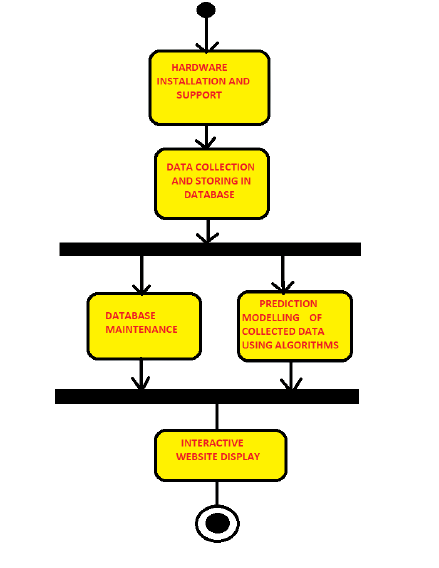 HARDWARE
INSTALLATION AND
SUPPORT
DATA COLLECTION
AND STORING IN
DATABASE
DATABASE
MAINTENANCE
PREDICTION
MODELLING OF
COLLECTED DATA
USING ALGORITHMS
INTERACTIVE
WEBSITE DISPLAY